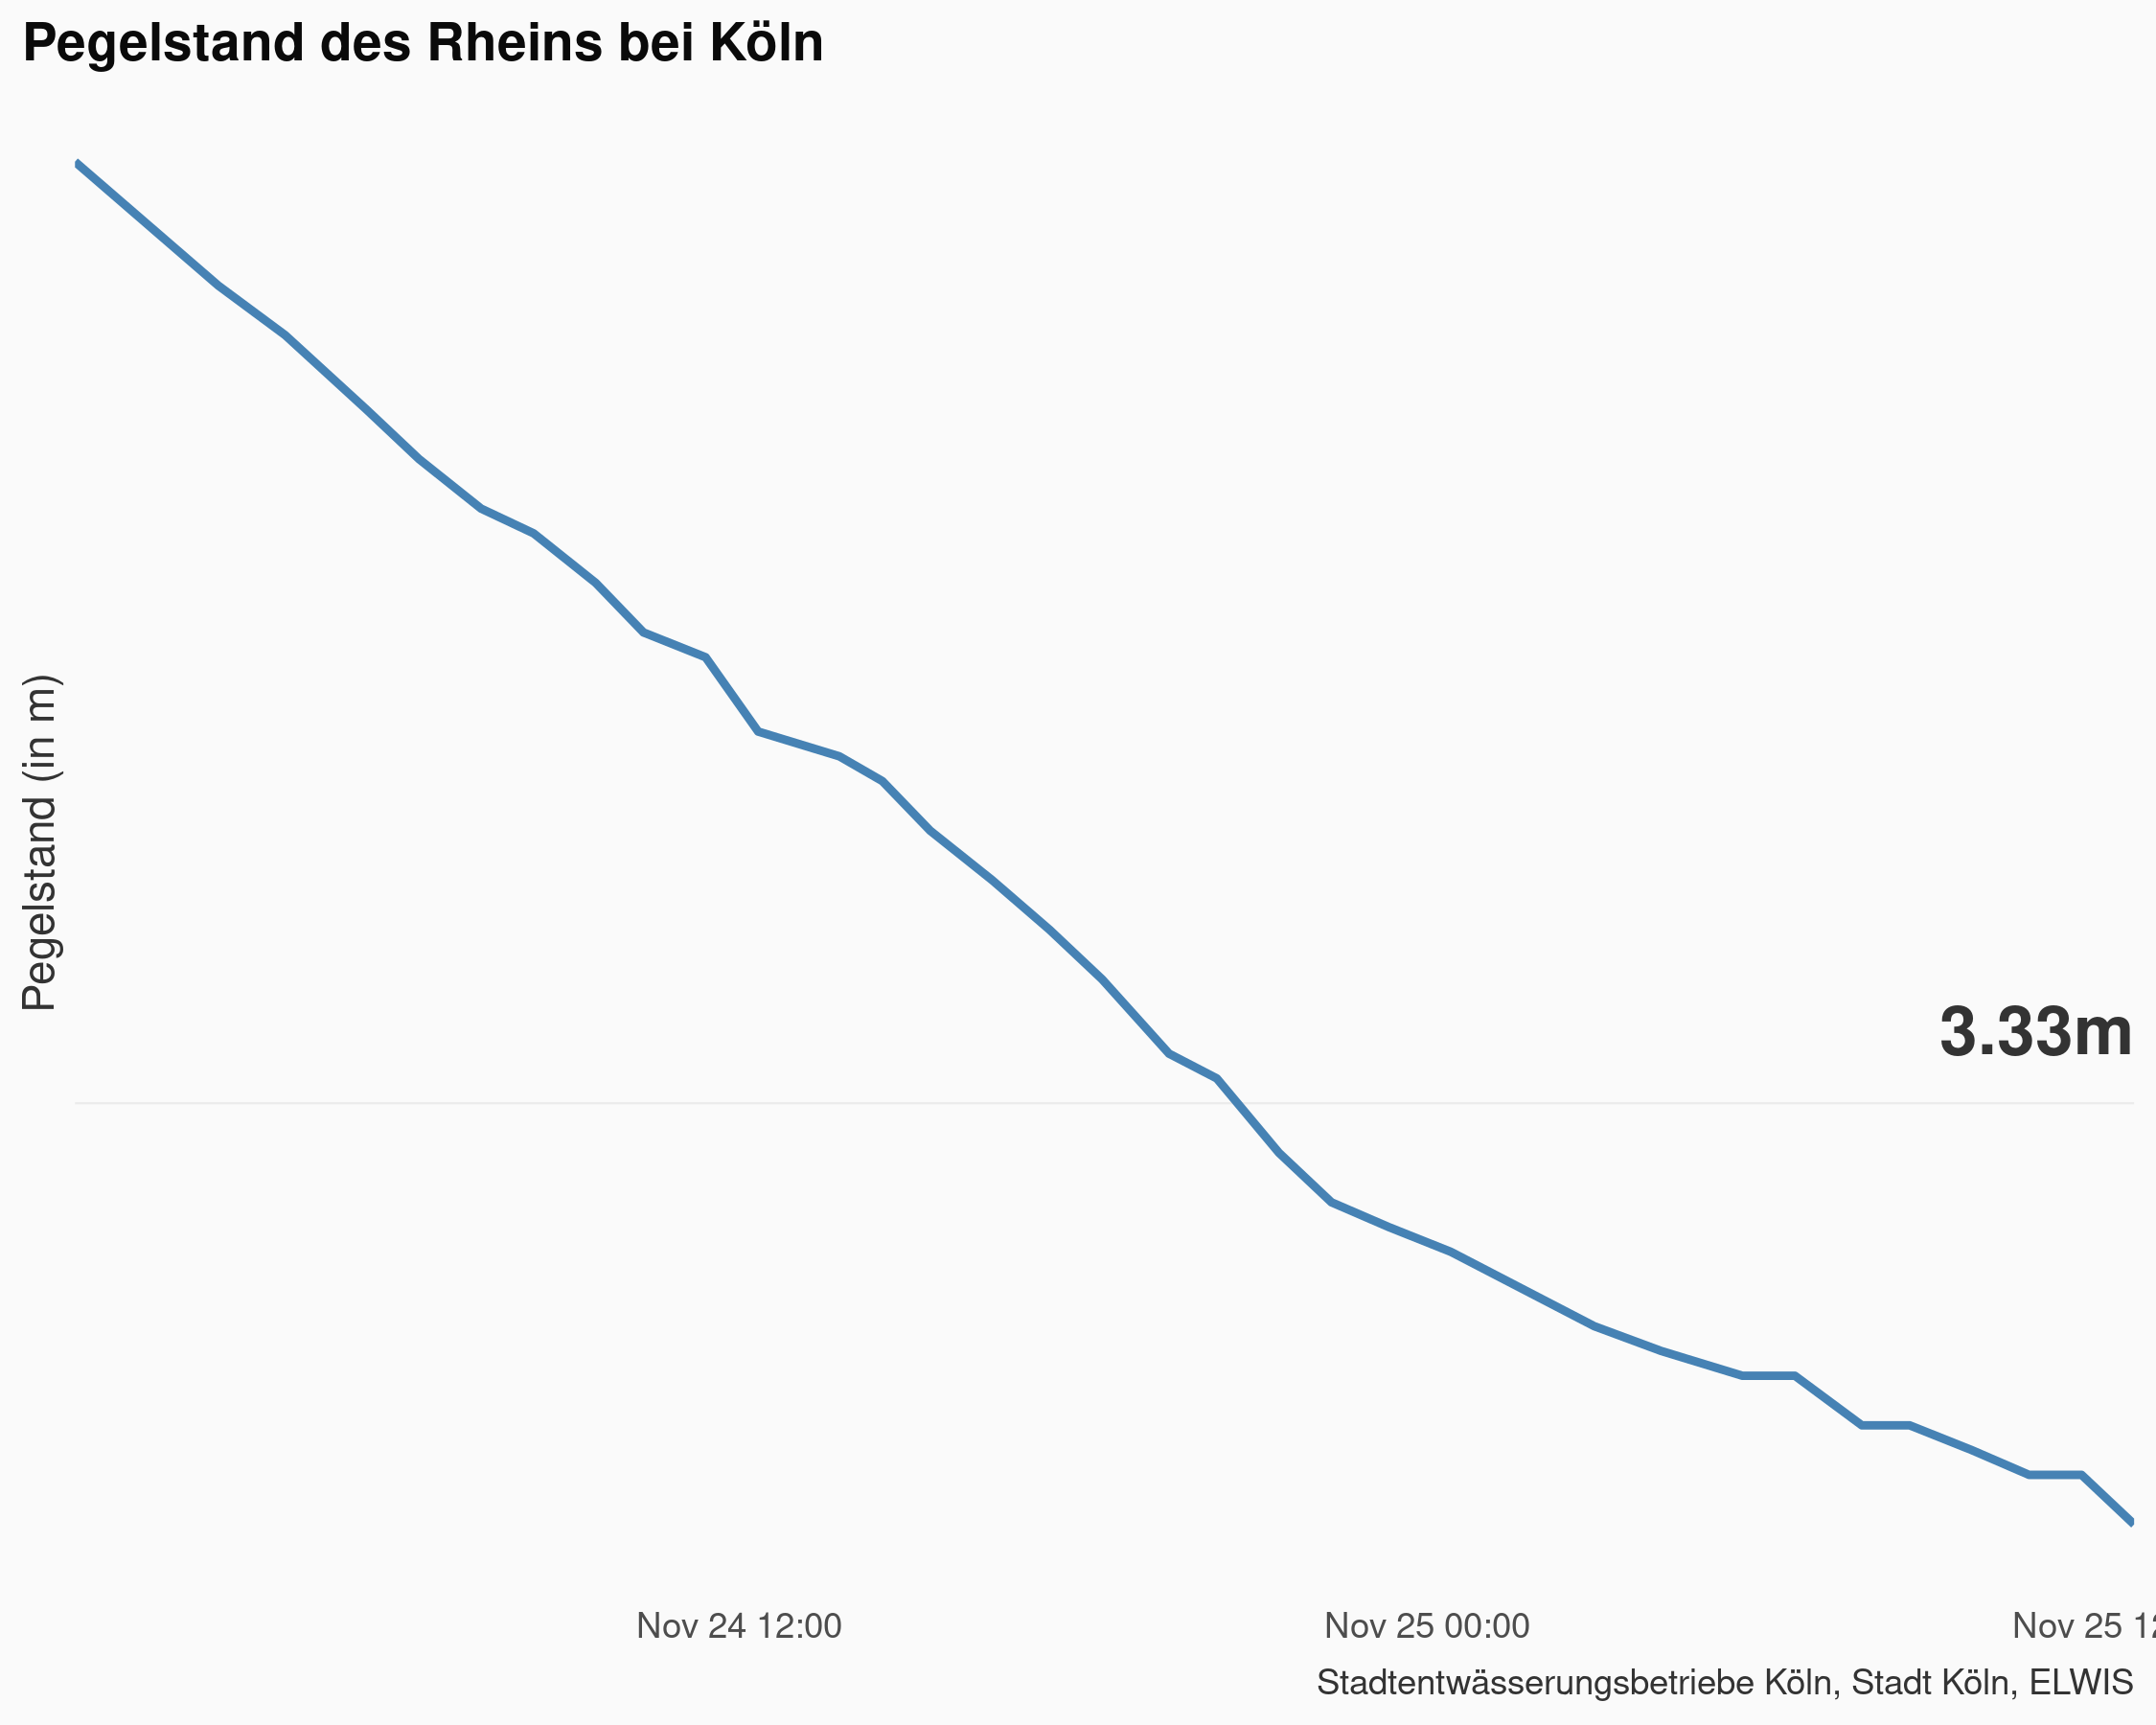 Pegelstand des Rheins bei Köln
Pegelstand (in m)
3.33m
Nov 24 12:00
Nov 25 00:00
Nov 25 12
Stadtentwässerungsbetriebe Köln, Stadt Köln, ELWIS